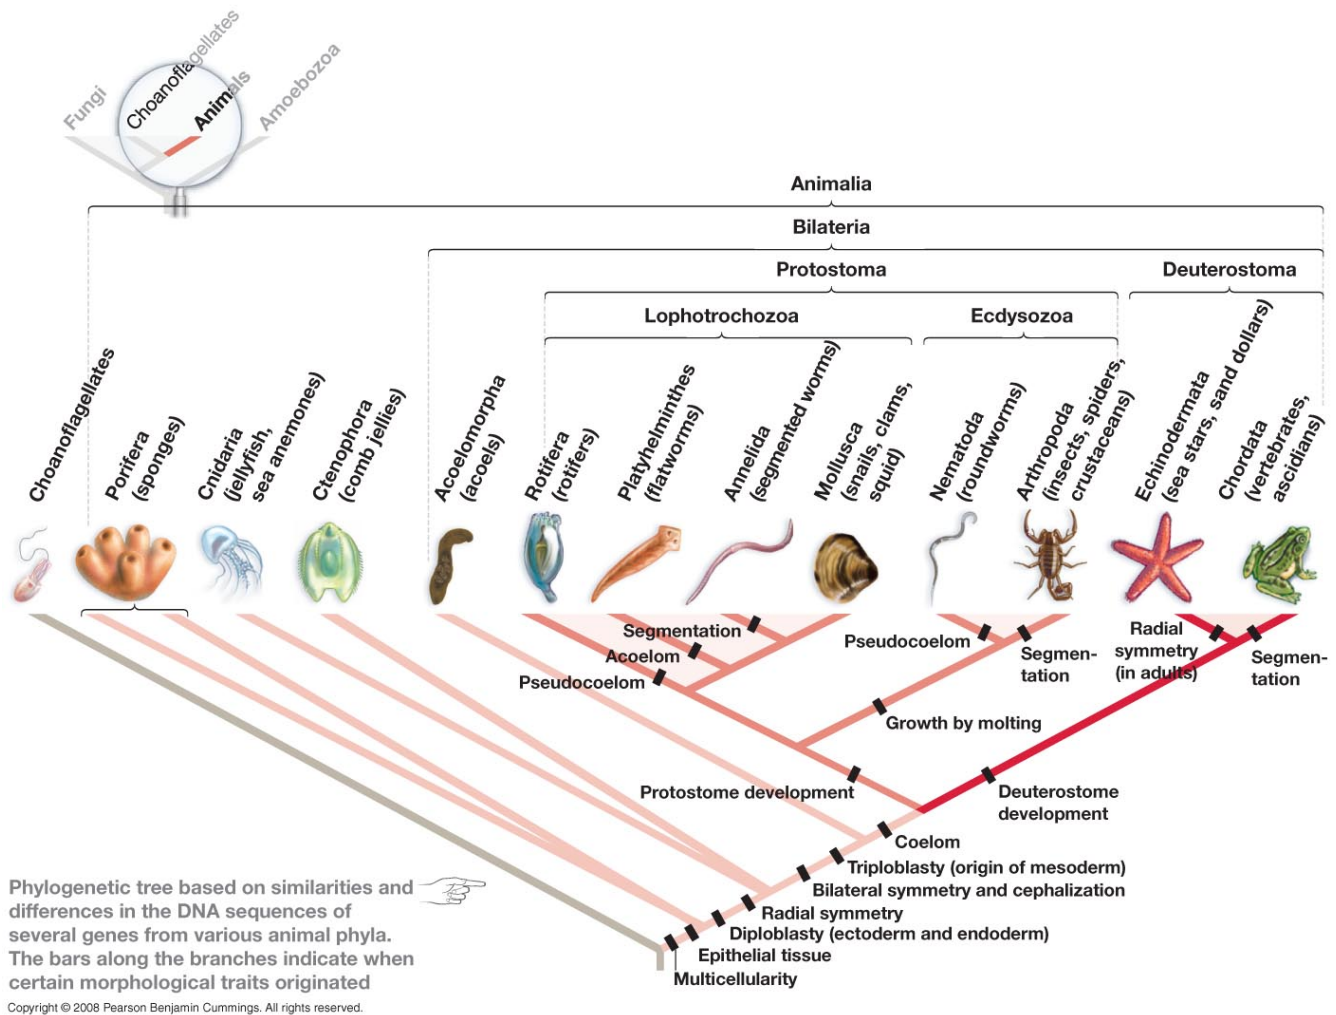 Fungi
Choanoflagellates
Animals
Amoebozoa
Animalia
Bilateria
Protostoma
Deuterostoma
Lophotrochozoa
Ecdysozoa
Choanoflagellates
Porifera
(sponges)
Cnidaria
(jellyfish,
sea anemones)
Ctenophora
(comb jellies)
Acoelomorpha
(acoels)
Rotifera
(rotifers)
Platyhelminthes
(flatworms)
Annelida
(segmented worms)
Mollusca
(snails, clams,
squid)
Nematoda
(roundworms)
Arthropoda
(insects, spiders,
crustaceans)
Echinodermata
(sea stars, sand dollars)
Chordata
(vertebrates,
ascidians)
Segmentation
Acoelom
Pseudocoelom
Pseudocoelom
Segmen-
tation
Radial
symmetry
(in adults)
Segmen-
tation
Growth by molting
Protostome development
Deuterostome
development
Coelom
Triploblasty (origin of mesoderm)
Bilateral symmetry and cephalization
Radial symmetry
Diploblasty (ectoderm and endoderm)
Epithelial tissue
Multicellularity
Phylogenetic tree based on similarities and
differences in the DNA sequences of
several genes from various animal phyla.
The bars along the branches indicate when
certain morphological traits originated
Copyright © 2008 Pearson Benjamin Cummings. All rights reserved.